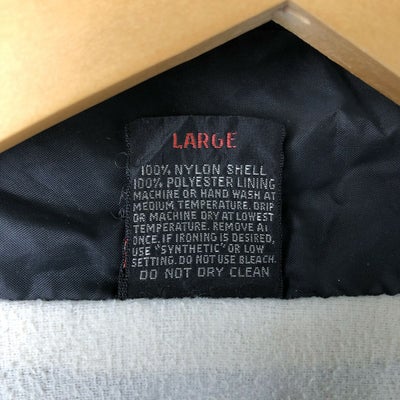 LARGE
100% NYLON SHELL
100% POLYESTER LINING
MACHINE OR HAND WASH AT
MEDIUM TEMPERATURE. DRIP
OR MACHINE DRY AT LOWEST
TEMPERATURE. REMOVE AT
ONCE. IF IRONING IS DESIRED,
USE "SYNTHETIC" OR LOW
SETTING. DO NOT USE BLEACH.
DO NOT DRY CLEAN